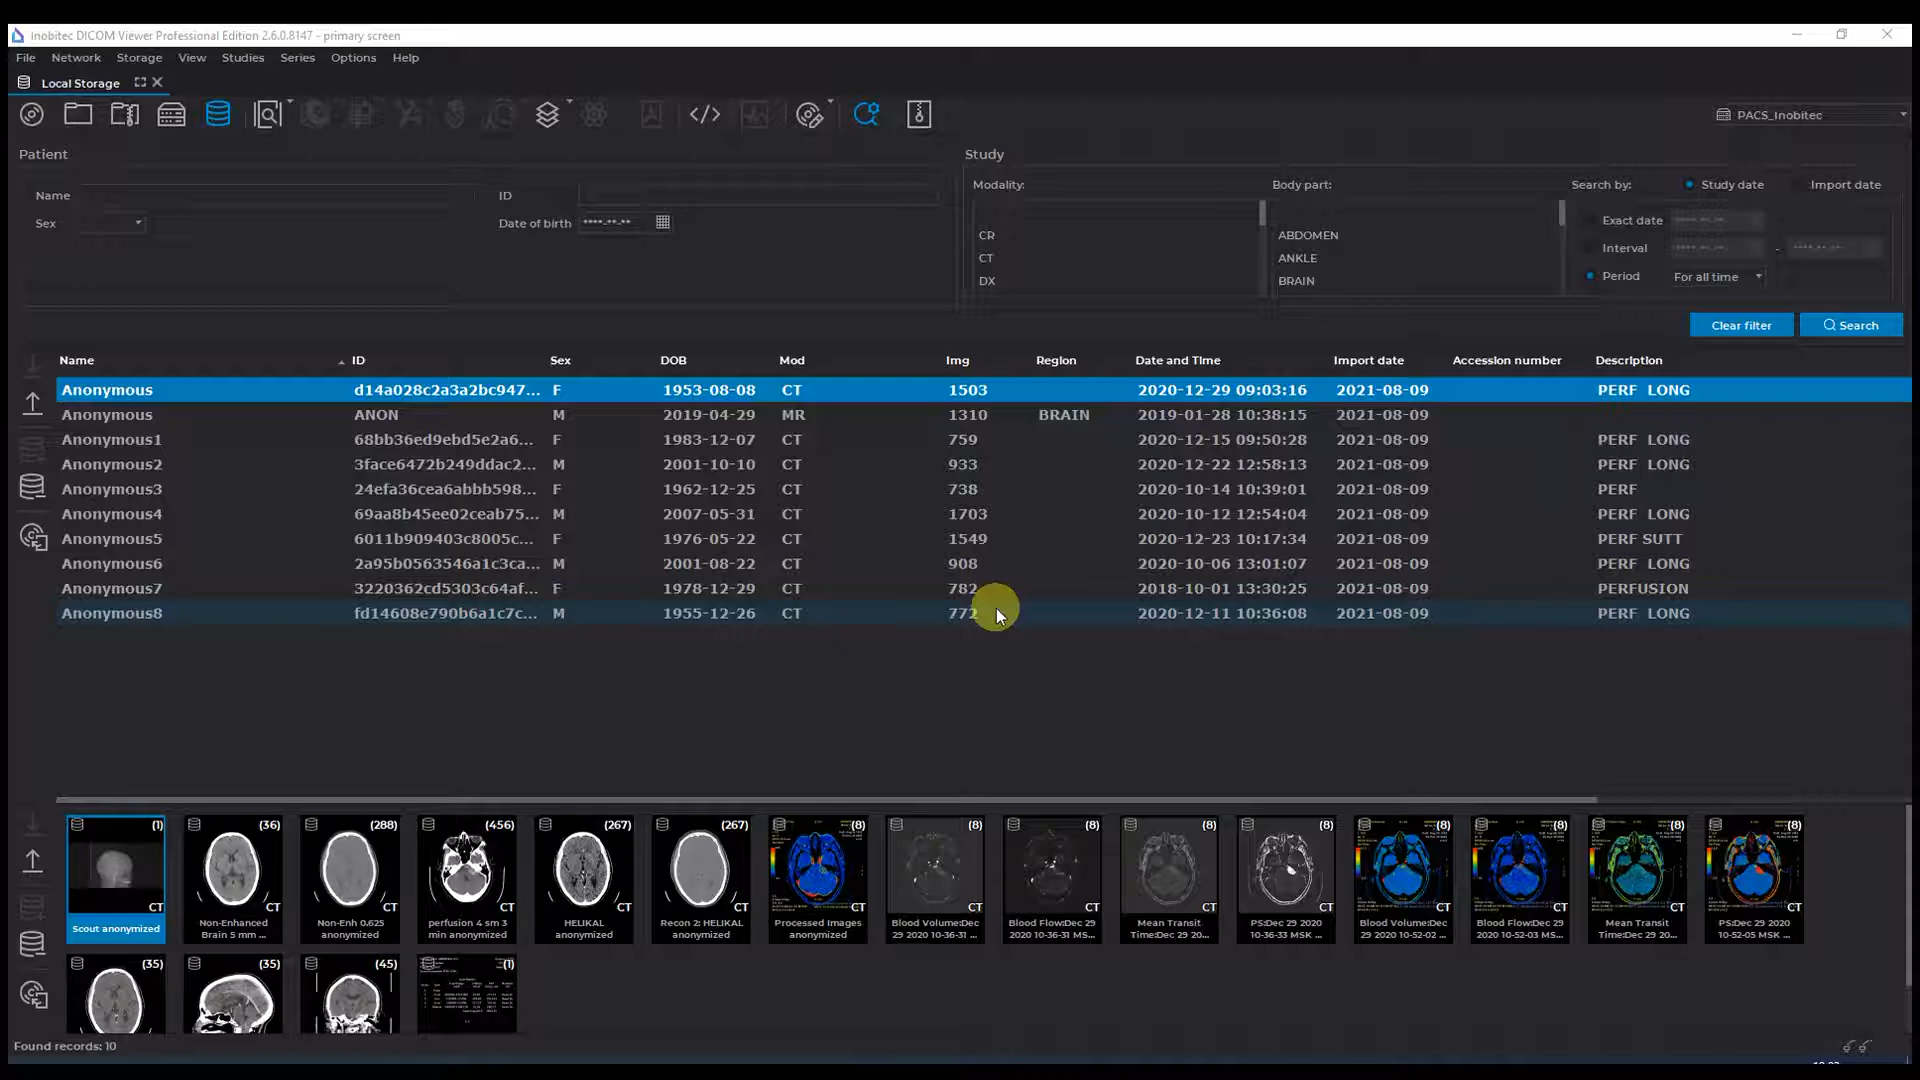 Inobitec DICOM Viewer Professional Edition 2.6.0.8147 - primary screen
File Network Storage View Studies Series Options Help
Local Storage
PACS_Inobitec
Patient
Study
Name
ID
Modality:
Body part:
Search by:
Study date
Import date
Sex
Date of birth
****.**.**
CR
CT
DX
ABDOMEN
ANKLE
BRAIN
Exact date
Interval
-
Period
For all time
Clear filter
Search
Name ID Sex DOB Mod Img Region Date and Time Import date Accession number Description
Anonymous d14a028c2a3a2bc947... F 1953-08-08 CT 1503 2020-12-29 09:03:16 2021-08-09 PERF LONG
Anonymous ANON M 2019-04-29 MR 1310 BRAIN 2019-01-28 10:38:15 2021-08-09
Anonymous1 68bb36ed9ebd5e2a6... F 1983-12-07 CT 759 2020-12-15 09:50:28 2021-08-09 PERF LONG
Anonymous2 3face6472b249ddac2... M 2001-10-10 CT 933 2020-12-22 12:58:13 2021-08-09 PERF LONG
Anonymous3 24efa36cea6abbb598... F 1962-12-25 CT 738 2020-10-14 10:39:01 2021-08-09 PERF
Anonymous4 69aa8b45ee02ceab75... M 2007-05-31 CT 1703 2020-10-12 12:54:04 2021-08-09 PERF LONG
Anonymous5 6011b909403c8005c... F 1976-05-22 CT 1549 2020-12-23 10:17:34 2021-08-09 PERF SUTT
Anonymous6 2a95b0563546a1c3ca... M 2001-08-22 CT 908 2020-10-06 13:01:07 2021-08-09 PERF LONG
Anonymous7 3220362cd5303c64af... F 1978-12-29 CT 782 2018-10-01 13:30:25 2021-08-09 PERFUSION
Anonymous8 fd14608e790b6a1c7c... M 1955-12-26 CT 772 2020-12-11 10:36:08 2021-08-09 PERF LONG
(1) (36) (288) (456) (267) (267) (8) (8) (8) (8) (8) (8) (8) (8) (8)
CT CT CT CT CT CT CT CT CT CT CT CT CT CT CT
Scout anonymized
Non-Enhanced
Brain 5 mm ...
Non-Enh 0.625
anonymized
perfusion 4 sm 3
min anonymized
HELIKAL
anonymized
Recon 2: HELIKAL
anonymized
Processed Images
anonymized
Blood Volume:Dec
29 2020 10-36-31 ...
Blood Flow:Dec 29
2020 10-36-31 MS...
Mean Transit
Time:Dec 29 20...
PS:Dec 29 2020
10-36-33 MSK ...
Blood Volume:Dec
29 2020 10-52-02 ...
Blood Flow:Dec 29
2020 10-52-03 MS...
Mean Transit
Time:Dec 29 20...
PS:Dec 29 2020
10-52-05 MSK ...
(35) (35) (45) (1)
Found records: 10